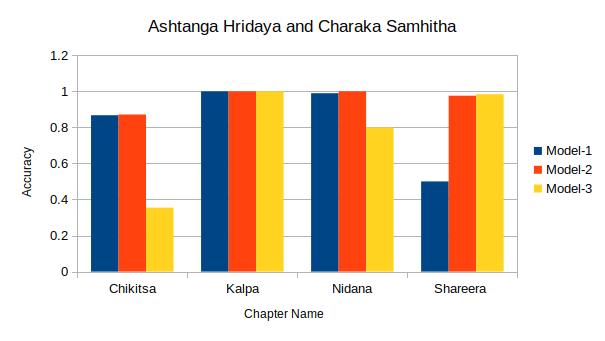 Ashtanga Hridaya and Charaka Samhitha
1.2
1
0.8
0.6
0.4
0.2
0
Accuracy
Chikitsa Kalpa Nidana Shareera
Chapter Name
Model-1
Model-2
Model-3